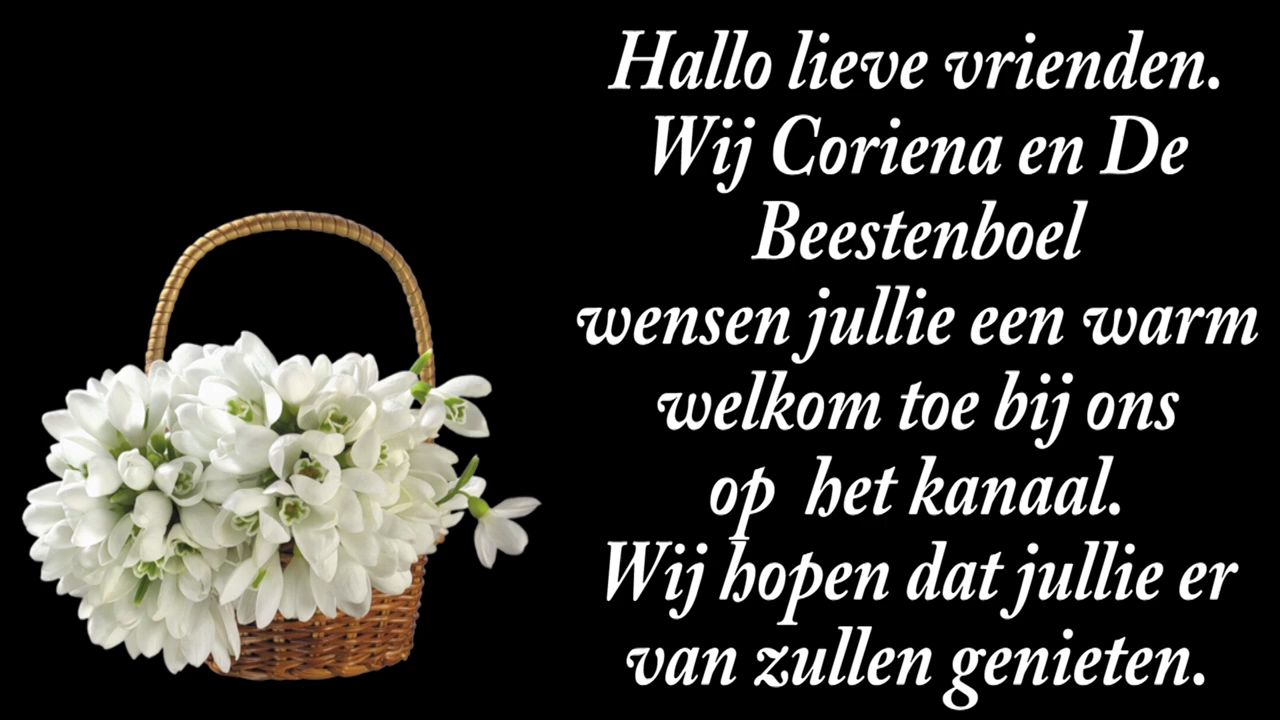 Hallo lieve vrienden.
Wij Coriena en De
Beestenboel
wensen jullie een warm
welkom toe bij ons
op het kanaal.
Wij hopen dat jullie er
van zullen genieten.